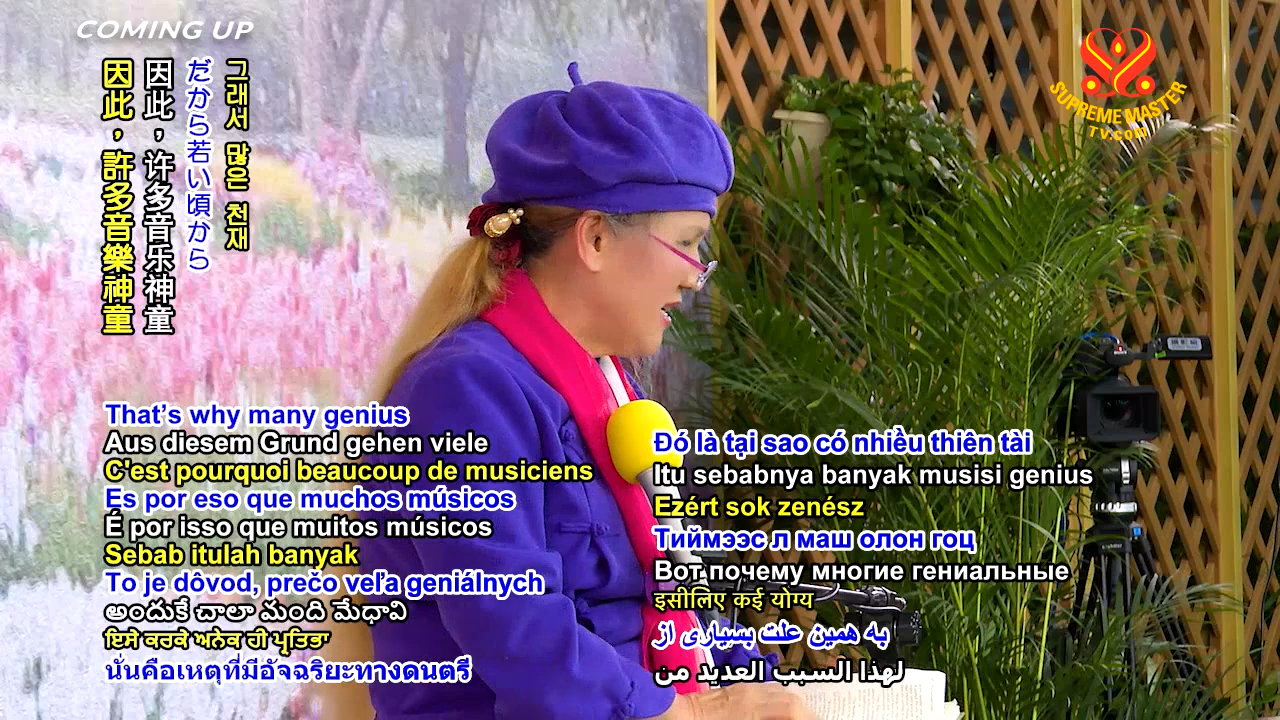 COMING UP
SUPREME MASTER
TV.com
그래서 많은 천재
だから若い頃から
因此，许多音乐神童
因此，許多音樂神童
That's why many genius
Aus diesem Grund gehen viele
C'est pourquoi beaucoup de musiciens
Es por eso que muchos músicos
É por isso que muitos músicos
Sebab itulah banyak
To je dôvod, prečo veľa geniálnych
అందుకే చాలా మంది మేధావి
ਇਸੇ ਕਰਕੇ ਅਨੇਕ ਹੀ ਪ੍ਰਤਿਭਾ
นั่นคือเหตุที่มีอัจฉริยะทางดนตรี
Đó là tại sao có nhiều thiên tài
Itu sebabnya banyak musisi genius
Ezért sok zenész
Тиймээс л маш олон гоц
Вот почему многие гениальные
इसीलिए कई योग्य
به همین علت بسیاری از
لهذا السبب العديد من